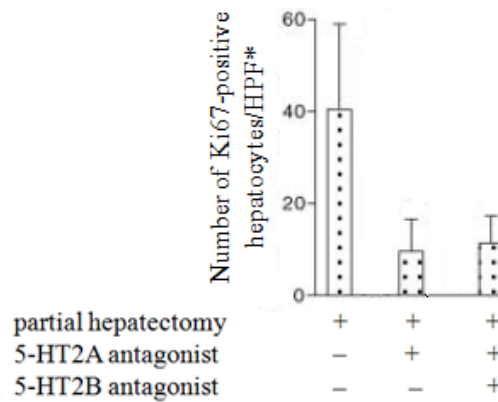 Number of Ki67-positive
hepatocytes/HPF*
60
40
20
0
partial hepatectomy + + +
5-HT2A antagonist – + +
5-HT2B antagonist – – +